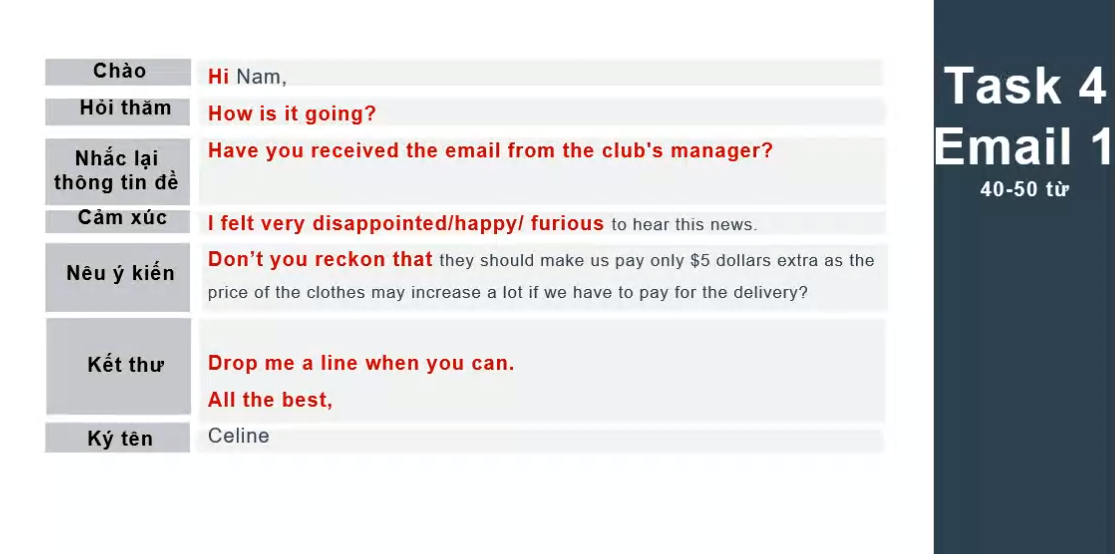 Chào
Hi Nam,
Hỏi thăm
How is it going?
Nhắc lại
thông tin đề
Have you received the email from the club's manager?
Cảm xúc
I felt very disappointed/happy/ furious to hear this news.
Nêu ý kiến
Don't you reckon that they should make us pay only $5 dollars extra as the
price of the clothes may increase a lot if we have to pay for the delivery?
Kết thư
Drop me a line when you can.
All the best,
Ký tên
Celine
Task 4
Email 1
40-50 từ